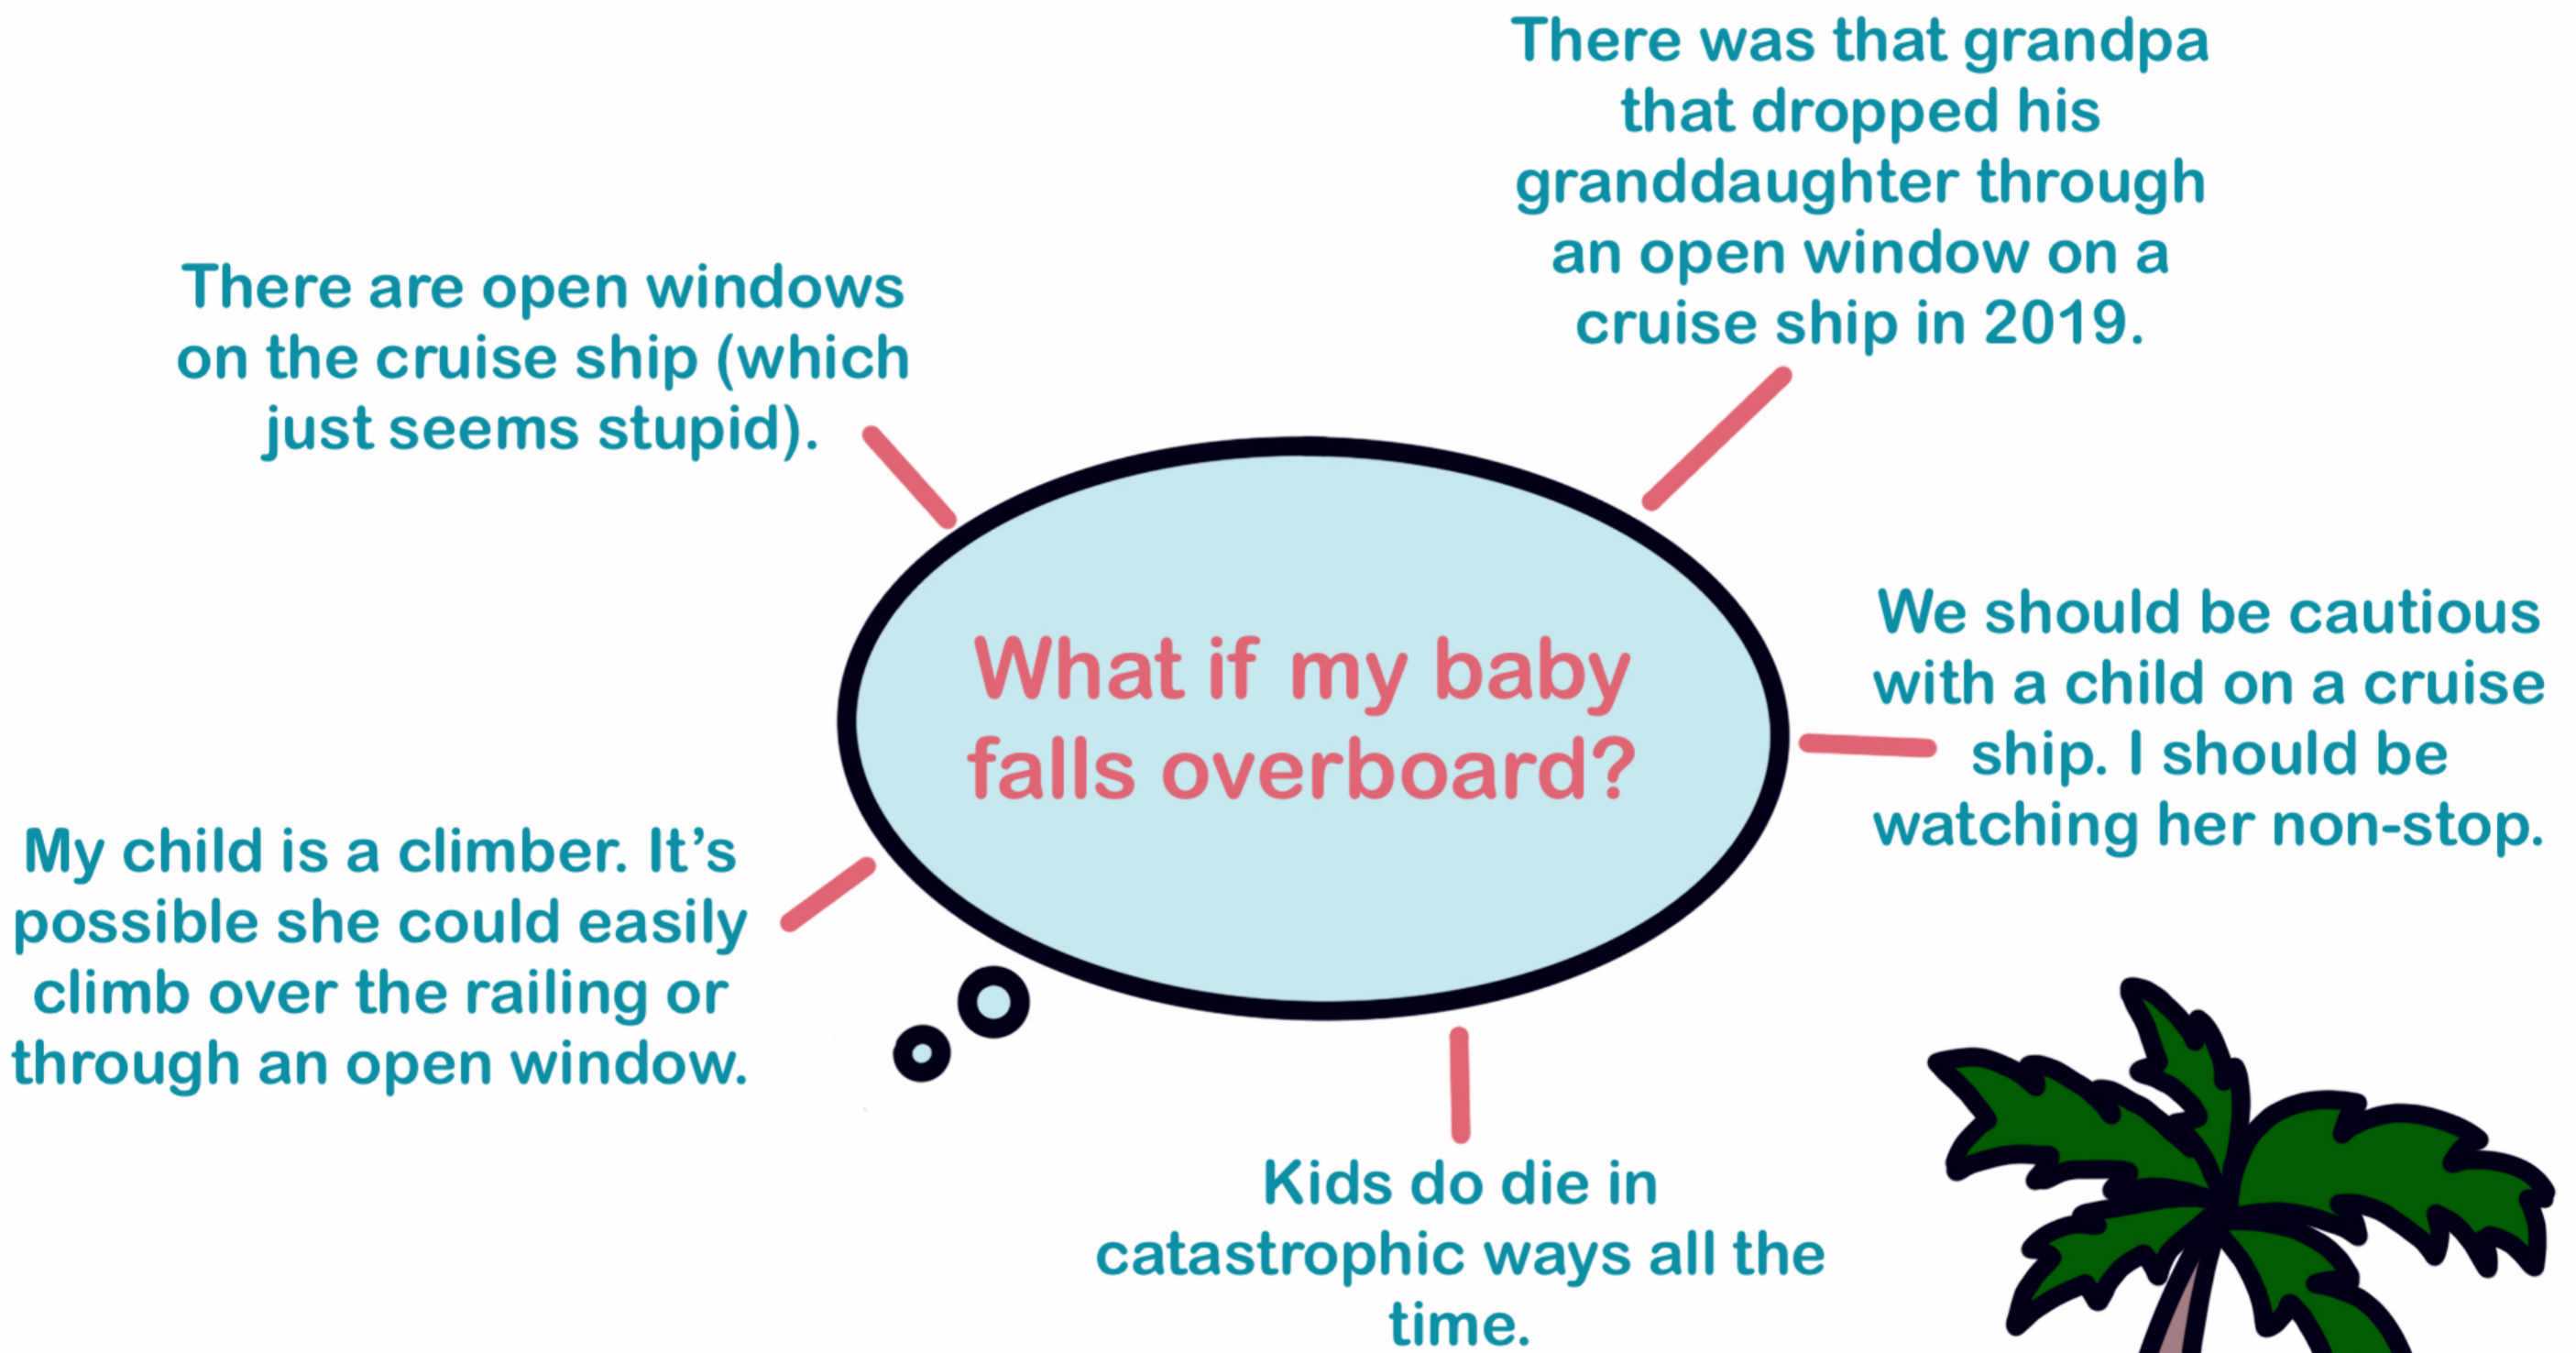 There was that grandpa
that dropped his
granddaughter through
an open window on a
cruise ship in 2019.
There are open windows
on the cruise ship (which
just seems stupid).
What if my baby
falls overboard?
We should be cautious
with a child on a cruise
ship. I should be
watching her non-stop.
My child is a climber. It’s
possible she could easily
climb over the railing or
through an open window.
Kids do die in
catastrophic ways all the
time.